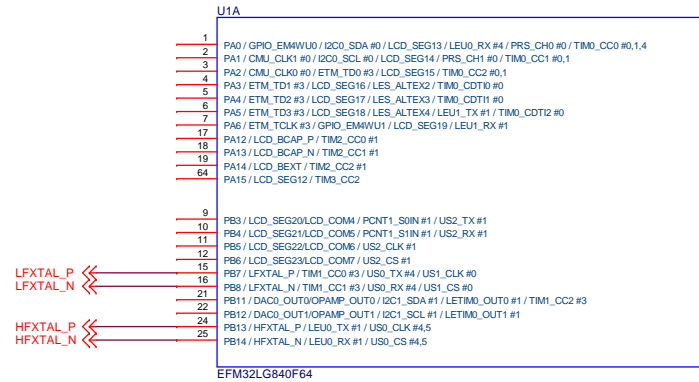 U1A
1 PA0 / GPIO_EM4WU0 / I2C0_SDA #0 / LCD_SEG13 / LEU0_RX #4 / PRS_CH0 #0 / TIM0_CC0 #0,1,4
2 PA1 / CMU_CLK1 #0 / I2C0_SCL #0 / LCD_SEG14 / PRS_CH1 #0 / TIM0_CC1 #0,1
3 PA2 / CMU_CLK0 #0 / ETM_TD0 #3 / LCD_SEG15 / TIM0_CC2 #0,1
4 PA3 / ETM_TD1 #3 / LCD_SEG16 / LES_ALTEX2 / TIM0_CDTI0 #0
5 PA4 / ETM_TD2 #3 / LCD_SEG17 / LES_ALTEX3 / TIM0_CDTI1 #0
6 PA5 / ETM_TD3 #3 / LCD_SEG18 / LES_ALTEX4 / LEU1_TX #1 / TIM0_CDTI2 #0
7 PA6 / ETM_TCLK #3 / GPIO_EM4WU1 / LCD_SEG19 / LEU1_RX #1
17 PA12 / LCD_BCAP_P / TIM2_CC0 #1
18 PA13 / LCD_BCAP_N / TIM2_CC1 #1
19 PA14 / LCD_BEXT / TIM2_CC2 #1
64 PA15 / LCD_SEG12 / TIM3_CC2
9 PB3 / LCD_SEG20/LCD_COM4 / PCNT1_S0IN #1 / US2_TX #1
10 PB4 / LCD_SEG21/LCD_COM5 / PCNT1_S1IN #1 / US2_RX #1
11 PB5 / LCD_SEG22/LCD_COM6 / US2_CLK #1
12 PB6 / LCD_SEG23/LCD_COM7 / US2_CS #1
LFXTAL_P 15 PB7 / LFXTAL_P / TIM1_CC0 #3 / US0_TX #4 / US1_CLK #0
LFXTAL_N 16 PB8 / LFXTAL_N / TIM1_CC1 #3 / US0_RX #4 / US1_CS #0
21 PB11 / DAC0_OUT0/OPAMP_OUT0 / I2C1_SDA #1 / LETIM0_OUT0 #1 / TIM1_CC2 #3
22 PB12 / DAC0_OUT1/OPAMP_OUT1 / I2C1_SCL #1 / LETIM0_OUT1 #1
HFXTAL_P 24 PB13 / HFXTAL_P / LEU0_TX #1 / US0_CLK #4,5
HFXTAL_N 25 PB14 / HFXTAL_N / LEU0_RX #1 / US0_CS #4,5
EFM32LG840F64